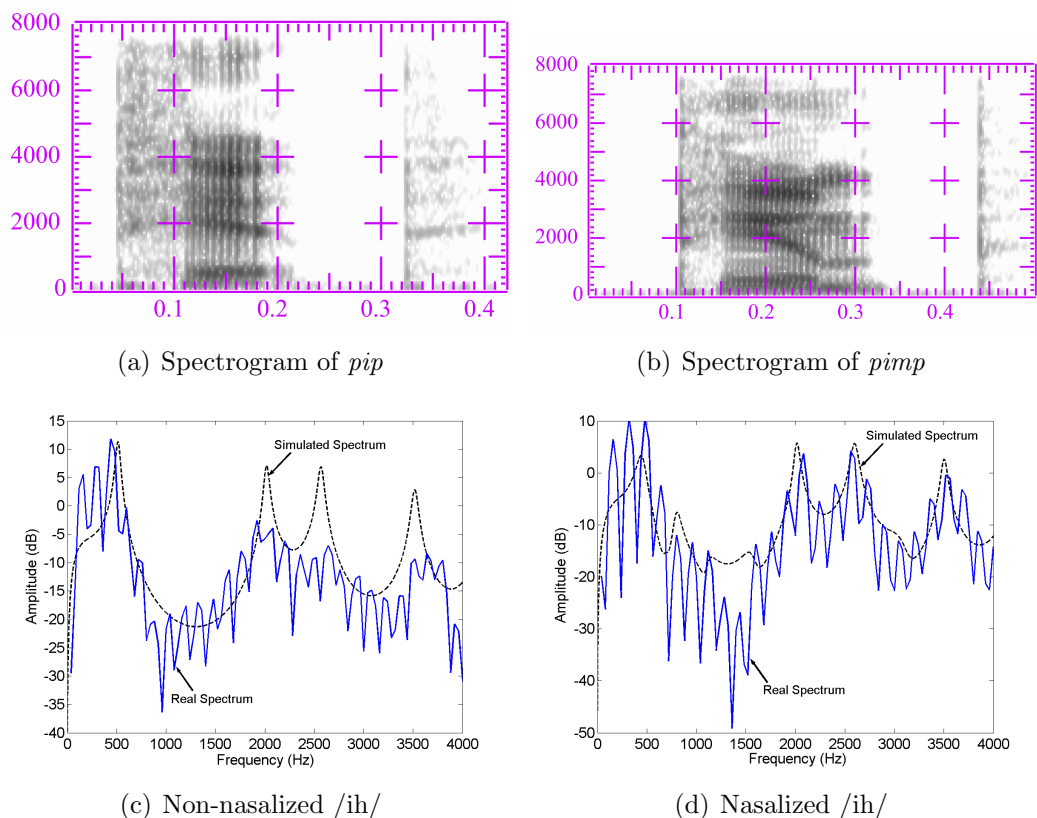 8000
6000
4000
2000
0
0.1 0.2 0.3 0.4
(a) Spectrogram of pip
8000
6000
4000
2000
0
0.1 0.2 0.3 0.4
(b) Spectrogram of pimp
15
10
5
0
-5
-10
-15
-20
-25
-30
-35
-40
Amplitude (dB)
Simulated Spectrum
Real Spectrum
0 500 1000 1500 2000 2500 3000 3500 4000
Frequency (Hz)
(c) Non-nasalized /ih/
10
0
-10
-20
-30
-40
-50
Amplitude (dB)
Simulated Spectrum
Real Spectrum
0 500 1000 1500 2000 2500 3000 3500 4000
Frequency (Hz)
(d) Nasalized /ih/